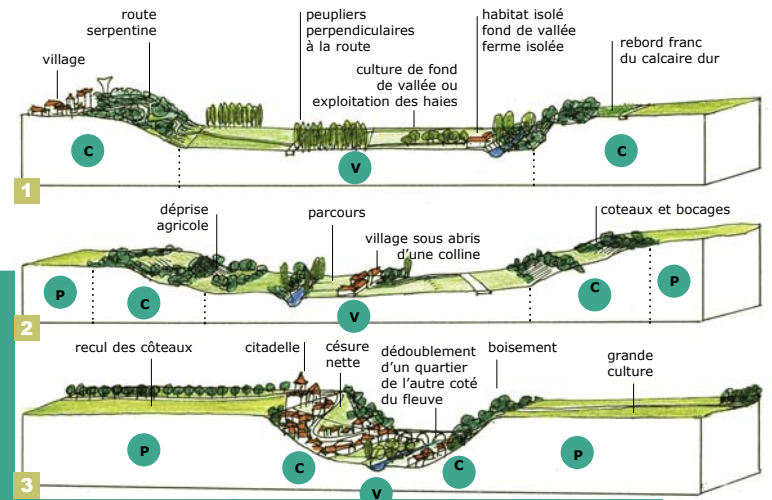 route
serpentine
village
peupliers
perpendiculaires
à la route
culture de fond
de vallée ou
exploitation des haies
habitat isolé
fond de vallée
ferme isolée
rebord franc
du calcaire dur
C
V
C
1
déprise
agricole
parcours
village sous abris
d'une colline
coteaux et bocages
P
C
V
C
P
2
recul des côteaux
citadelle
césure
nette
dédoublement
d'un quartier
de l'autre coté
du fleuve
boisement
grande
culture
P
C
V
C
P
3